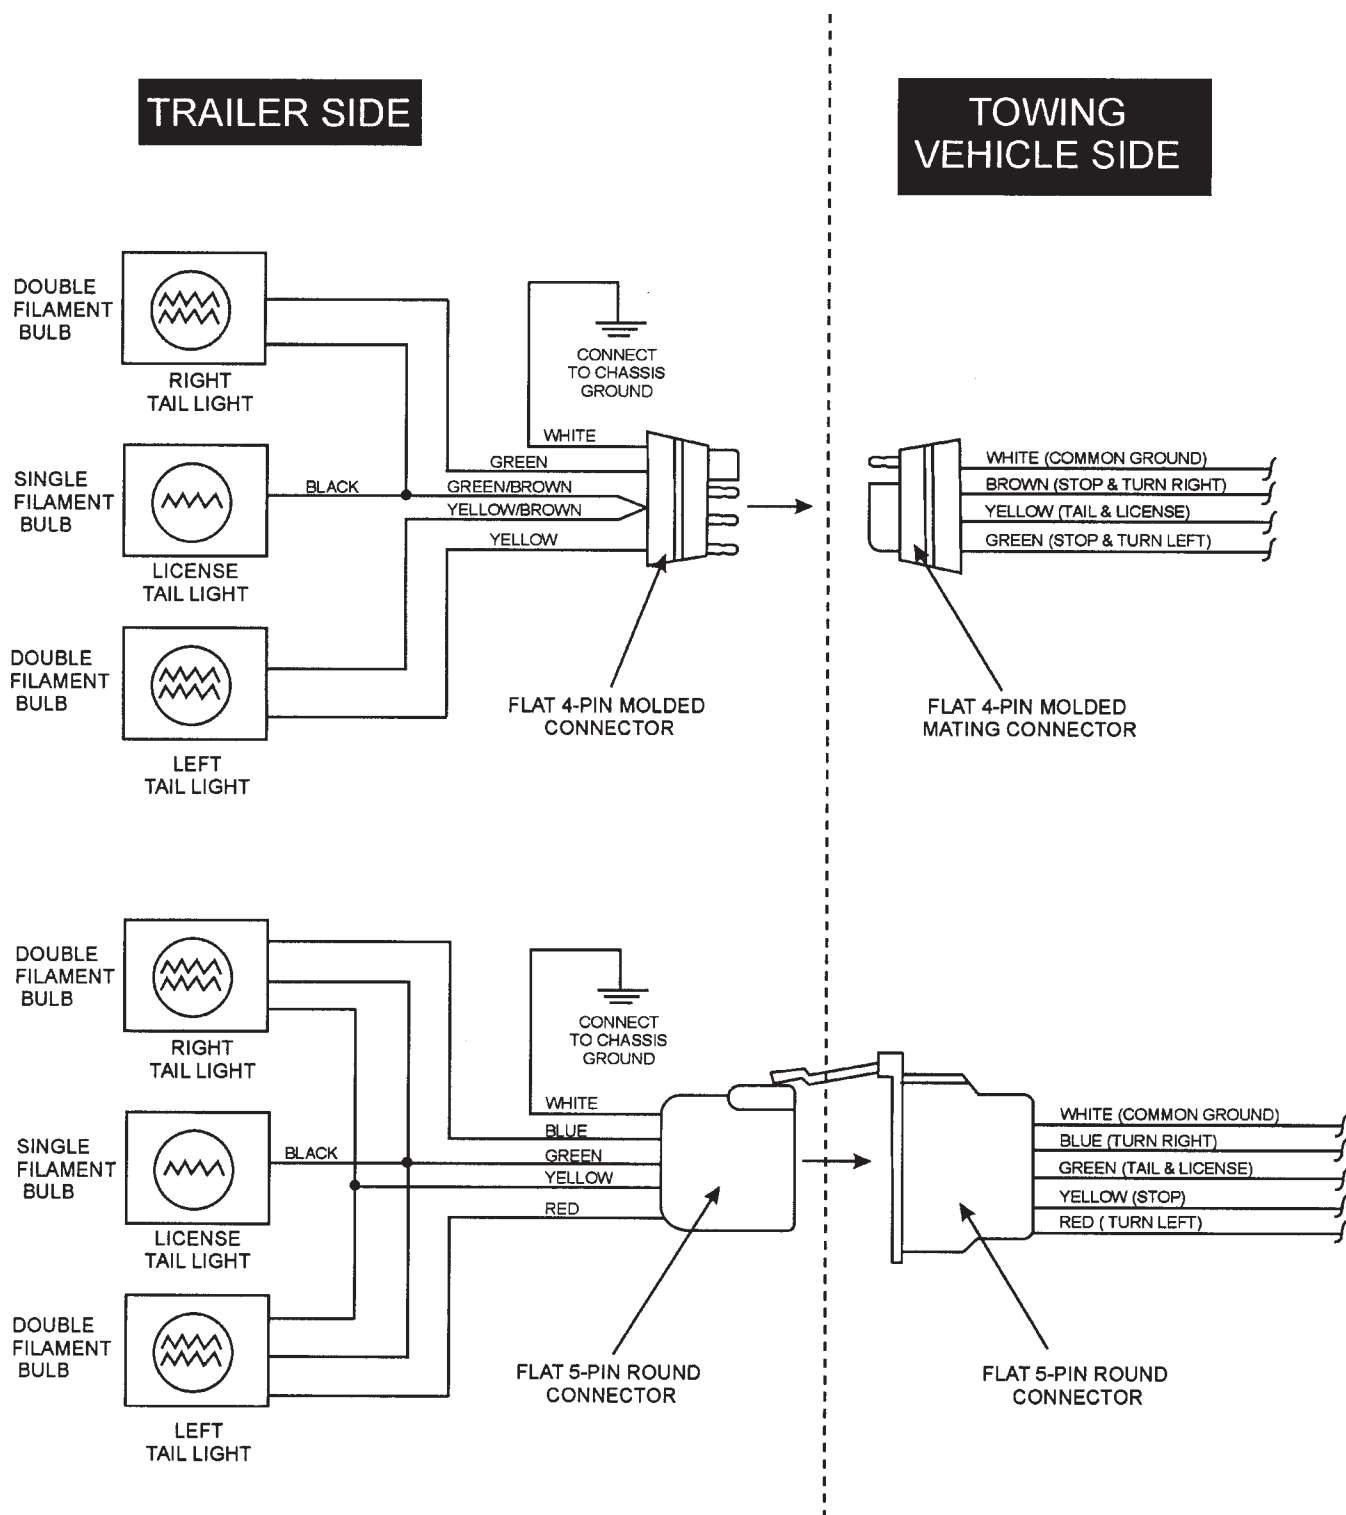 TRAILER SIDE
TOWING
VEHICLE SIDE
DOUBLE
FILAMENT
BULB
RIGHT
TAIL LIGHT
CONNECT
TO CHASSIS
GROUND
WHITE
GREEN
SINGLE
FILAMENT
BULB
BLACK
GREEN/BROWN
YELLOW/BROWN
YELLOW
LICENSE
TAIL LIGHT
WHITE (COMMON GROUND)
BROWN (STOP & TURN RIGHT)
YELLOW (TAIL & LICENSE)
GREEN (STOP & TURN LEFT)
DOUBLE
FILAMENT
BULB
LEFT
TAIL LIGHT
FLAT 4-PIN MOLDED
CONNECTOR
FLAT 4-PIN MOLDED
MATING CONNECTOR
DOUBLE
FILAMENT
BULB
RIGHT
TAIL LIGHT
CONNECT
TO CHASSIS
GROUND
WHITE
BLUE
SINGLE
FILAMENT
BULB
BLACK
GREEN
YELLOW
RED
LICENSE
TAIL LIGHT
WHITE (COMMON GROUND)
BLUE (TURN RIGHT)
GREEN (TAIL & LICENSE)
YELLOW (STOP)
RED ( TURN LEFT)
DOUBLE
FILAMENT
BULB
LEFT
TAIL LIGHT
FLAT 5-PIN ROUND
CONNECTOR
FLAT 5-PIN ROUND
CONNECTOR